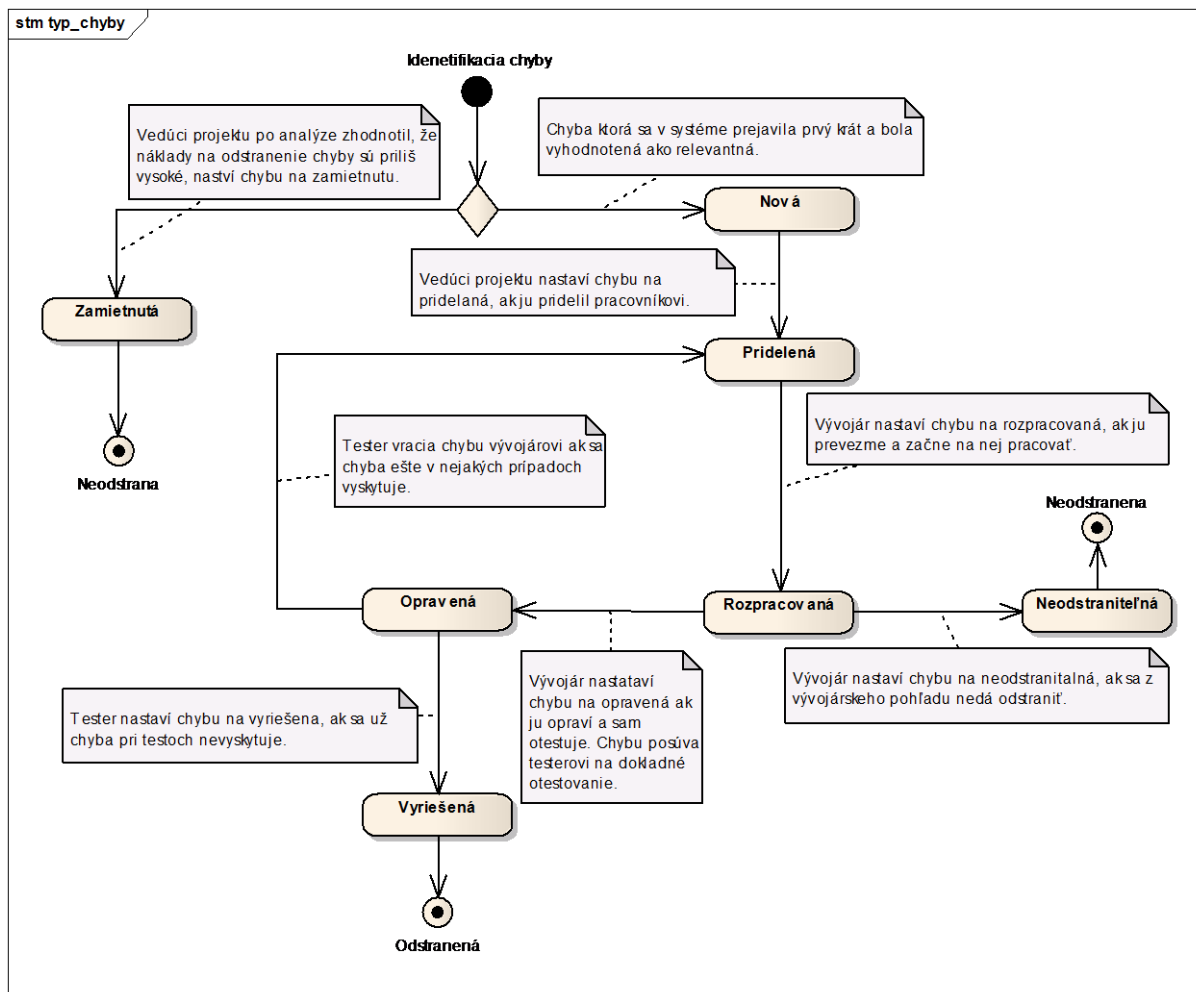 stm typ_chyby
Idenetifikacia chyby
Vedúci projektu po analýze zhodnotil, že
náklady na odstranenie chyby sú priliš
vysoké, naství chybu na zamietnutu.
Chyba ktorá sa v systéme prejavila prvý krát a bola
vyhodnotená ako relevantná.
Nová
Vedúci projektu nastaví chybu na
pridelaná, ak ju pridelil pracovníkovi.
Zamietnutá
Pridelená
Vývojár nastaví chybu na rozpracovaná, ak ju
prevezme a začne na nej pracovať.
Tester vracia chybu vývojárovi ak sa
chyba ešte v nejakých prípadoch
vyskytuje.
Neodstrana
Neodstranena
Opravená
Rozpracovaná
Neodstraniteľná
Vývojár nastataví
chybu na opravená ak
ju opraví a sam
otestuje. Chybu posúva
testerovi na dokladné
otestovanie.
Vývojár nastaví chybu na neodstranitalná, ak sa z
vývojárskeho pohľadu nedá odstraniť.
Tester nastaví chybu na vyriešena, ak sa už
chyba pri testoch nevyskytuje.
Vyriešená
Odstranená